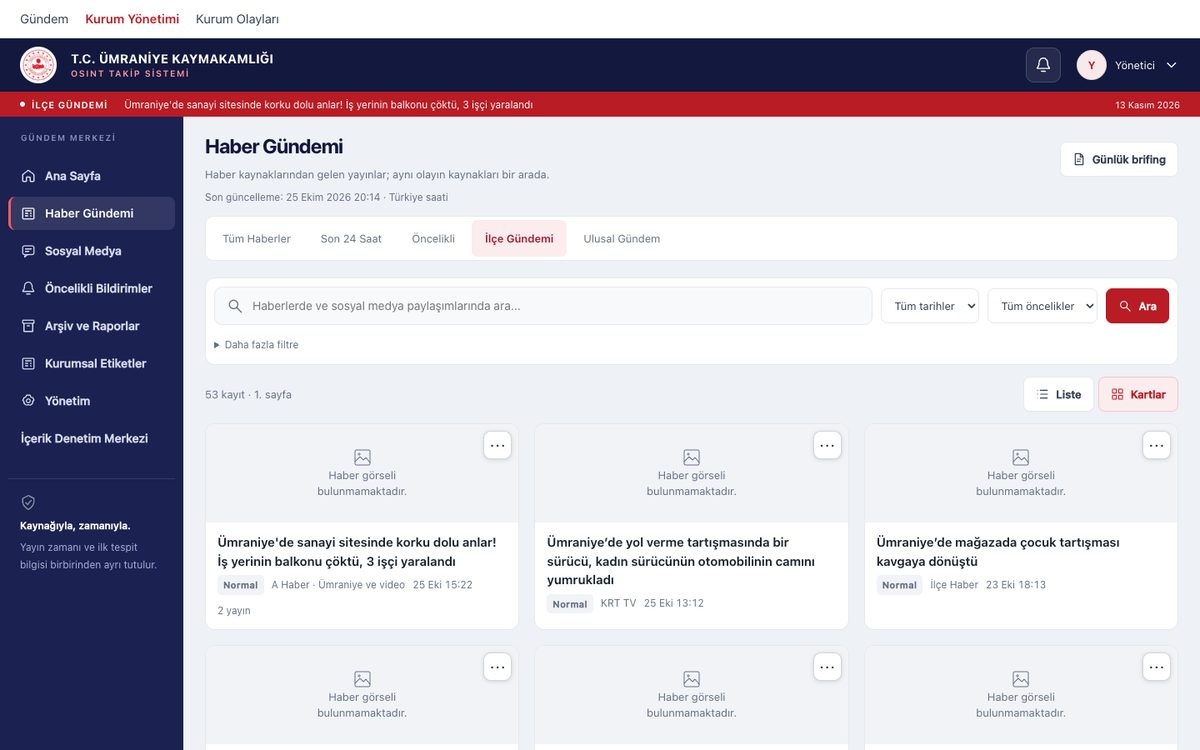 Gündem Kurum Yönetimi Kurum Olayları
T.C. ÜMRANİYE KAYMAKAMLIĞI
OSINT TAKİP SİSTEMİ
Y Yönetici
İLÇE GÜNDEMİ Ümraniye'de sanayi sitesinde korku dolu anlar! İş yerinin balkonu çöktü, 3 işçi yaralandı 13 Kasım 2026
GÜNDEM MERKEZİ
Ana Sayfa
Haber Gündemi
Sosyal Medya
Öncelikli Bildirimler
Arşiv ve Raporlar
Kurumsal Etiketler
Yönetim
İçerik Denetim Merkezi
Kaynağıyla, zamanıyla.
Yayın zamanı ve ilk tespit
bilgisi birbirinden ayrı tutulur.
Haber Gündemi
Haber kaynaklarından gelen yayınlar; aynı olayın kaynakları bir arada.
Son güncelleme: 25 Ekim 2026 20:14 · Türkiye saati
Günlük brifing
Tüm Haberler Son 24 Saat Öncelikli İlçe Gündemi Ulusal Gündem
Haberlerde ve sosyal medya paylaşımlarında ara...
Tüm tarihler
Tüm öncelikler
Ara
Daha fazla filtre
53 kayıt · 1. sayfa
Liste
Kartlar
Haber görseli
bulunmamaktadır.
Ümraniye'de sanayi sitesinde korku dolu anlar!
İş yerinin balkonu çöktü, 3 işçi yaralandı
Normal A Haber · Ümraniye ve video 25 Eki 15:22
2 yayın
Haber görseli
bulunmamaktadır.
Ümraniye’de yol verme tartışmasında bir
sürücü, kadın sürücünün otomobilinin camını
yumrukladı
Normal KRT TV 25 Eki 13:12
Haber görseli
bulunmamaktadır.
Ümraniye’de mağazada çocuk tartışması
kavgaya dönüştü
Normal İlçe Haber 23 Eki 18:13
Haber görseli
bulunmamaktadır.
Haber görseli
bulunmamaktadır.
Haber görseli
bulunmamaktadır.